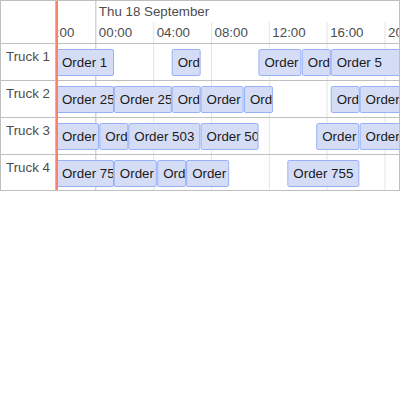 Thu 18 September
:00 00:00 04:00 08:00 12:00 16:00 20
Truck 1 Order 1 Ord Order Ord Order 5
Truck 2 Order 25 Order 25 Ord Order Ord Ord Order
Truck 3 Order Ord Order 503 Order 50 Order Order
Truck 4 Order 75 Order Ord Order Order 755